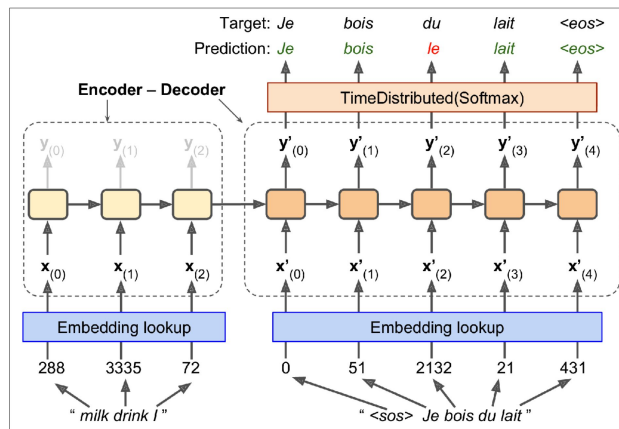 Target: Je bois du lait <eos>
Prediction: Je bois le lait <eos>
Encoder – Decoder
TimeDistributed(Softmax)
y(0) y(1) y(2) y'(0) y'(1) y'(2) y'(3) y'(4)
x(0) x(1) x(2) x'(0) x'(1) x'(2) x'(3) x'(4)
Embedding lookup Embedding lookup
288 3335 72 0 51 2132 21 431
“ milk drink I ” “ <sos> Je bois du lait ”